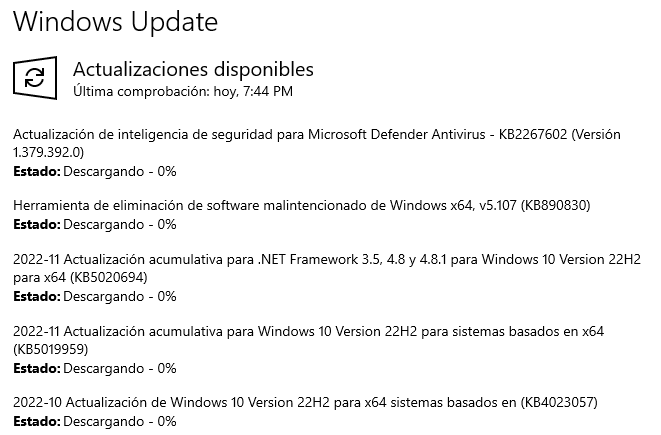 Windows Update
Actualizaciones disponibles
Última comprobación: hoy, 7:44 PM
Actualización de inteligencia de seguridad para Microsoft Defender Antivirus - KB2267602 (Versión
1.379.392.0)
Estado: Descargando - 0%
Herramienta de eliminación de software malintencionado de Windows x64, v5.107 (KB890830)
Estado: Descargando - 0%
2022-11 Actualización acumulativa para .NET Framework 3.5, 4.8 y 4.8.1 para Windows 10 Version 22H2
para x64 (KB5020694)
Estado: Descargando - 0%
2022-11 Actualización acumulativa para Windows 10 Version 22H2 para sistemas basados en x64
(KB5019959)
Estado: Descargando - 0%
2022-10 Actualización de Windows 10 Version 22H2 para x64 sistemas basados en (KB4023057)
Estado: Descargando - 0%